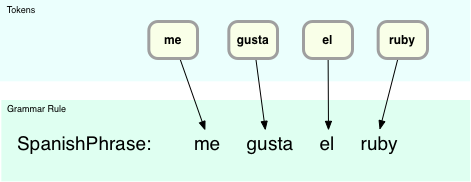 Tokens
me gusta el ruby
Grammar Rule
SpanishPhrase: me gusta el ruby